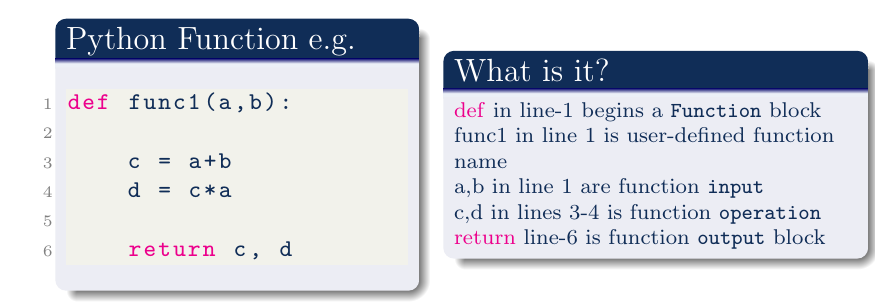 Python Function e.g.
1 def func1(a,b):
2
3     c = a+b
4     d = c*a
5
6     return c, d
What is it?
def in line-1 begins a Function block
func1 in line 1 is user-defined function
name
a,b in line 1 are function input
c,d in lines 3-4 is function operation
return line-6 is function output block